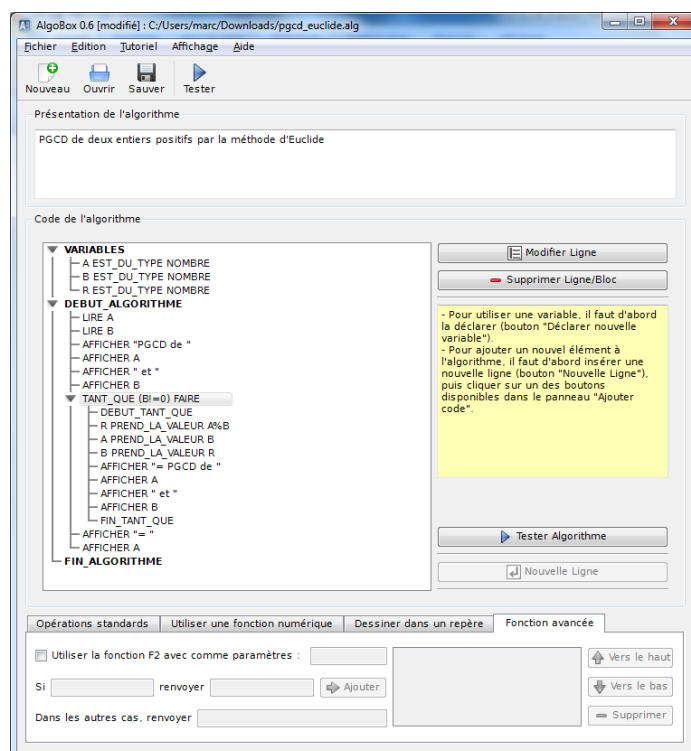 AlgoBox 0.6 [modifié] : C:/Users/marc/Downloads/pgcd_euclide.alg
Fichier Edition Tutoriel Affichage Aide
Nouveau Ouvrir Sauver Tester
Présentation de l'algorithme
PGCD de deux entiers positifs par la méthode d'Euclide
Code de l'algorithme
VARIABLES
A EST_DU_TYPE NOMBRE
B EST_DU_TYPE NOMBRE
R EST_DU_TYPE NOMBRE
DEBUT_ALGORITHME
LIRE A
LIRE B
AFFICHER "PGCD de "
AFFICHER A
AFFICHER " et "
AFFICHER B
TANT_QUE (B!=0) FAIRE
DEBUT_TANT_QUE
R PREND_LA_VALEUR A%B
A PREND_LA_VALEUR B
B PREND_LA_VALEUR R
AFFICHER "= PGCD de "
AFFICHER A
AFFICHER " et "
AFFICHER B
FIN_TANT_QUE
AFFICHER "= "
AFFICHER A
FIN_ALGORITHME
Modifier Ligne
Supprimer Ligne/Bloc
- Pour utiliser une variable, il faut d'abord
la déclarer (bouton "Déclarer nouvelle
variable").
- Pour ajouter un nouvel élément à
l'algorithme, il faut d'abord insérer une
nouvelle ligne (bouton "Nouvelle Ligne"),
puis cliquer sur un des boutons
disponibles dans le panneau "Ajouter
code".
Tester Algorithme
Nouvelle Ligne
Opérations standards Utiliser une fonction numérique Dessiner dans un repère Fonction avancée
Utiliser la fonction F2 avec comme paramètres :
Si renvoyer Ajouter
Dans les autres cas, renvoyer
Vers le haut
Vers le bas
Supprimer